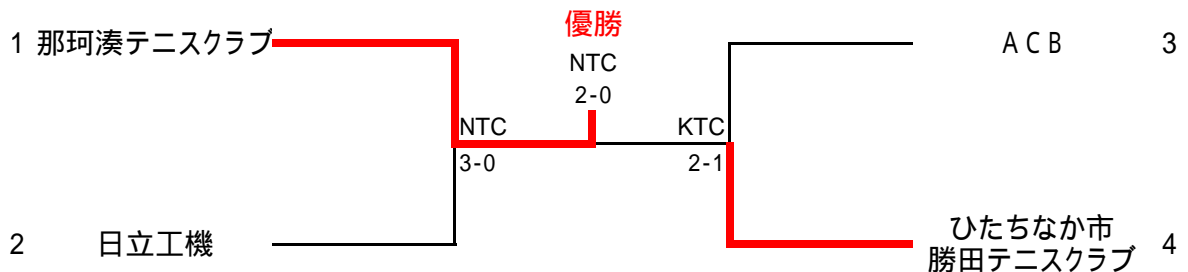 優勝
1 那珂湊テニスクラブ
NTC
2-0
ACB 3
NTC
3-0
KTC
2-1
2 日立工機
ひたちなか市
勝田テニスクラブ 4